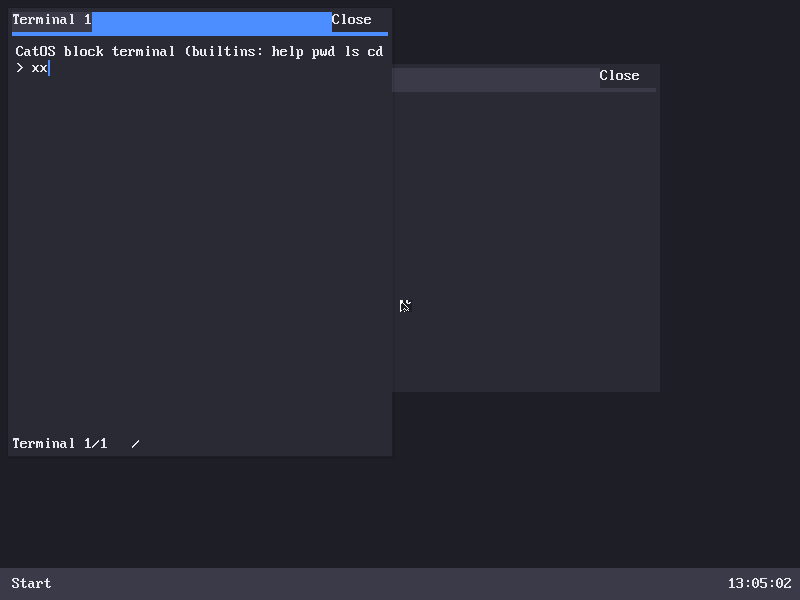 Terminal 1 Close
CatOS block terminal (builtins: help pwd ls cd
> xx
Close
Terminal 1/1 /
Start 13:05:02